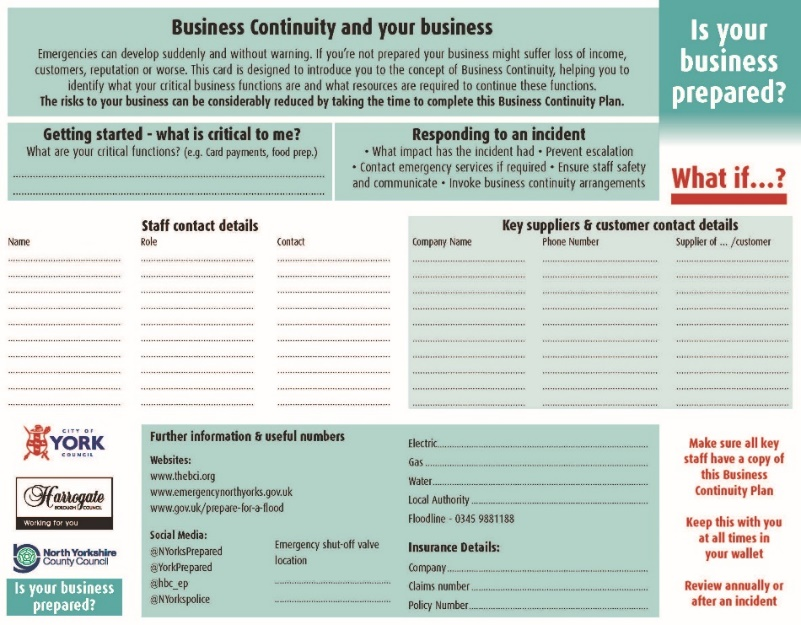 Business Continuity and your business
Emergencies can develop suddenly and without warning. If you're not prepared your business might suffer loss of income,
customers, reputation or worse. This card is designed to introduce you to the concept of Business Continuity, helping you to
identify what your critical business functions are and what resources are required to continue these functions.
The risks to your business can be considerably reduced by taking the time to complete this Business Continuity Plan.
Is your
business
prepared?
Getting started - what is critical to me?
What are your critical functions? (e.g. Card payments, food prep.)
Responding to an incident
• What impact has the incident had • Prevent escalation
• Contact emergency services if required • Ensure staff safety
and communicate • Invoke business continuity arrangements
What if...?
Staff contact details
Name Role Contact
Key suppliers & customer contact details
Company Name Phone Number Supplier of ... /customer
CITY OF
YORK
COUNCIL
Harrogate
BOROUGH COUNCIL
Working for you
North Yorkshire
County Council
Is your business
prepared?
Further information & useful numbers
Websites:
www.thebci.org
www.emergencynorthyorks.gov.uk
www.gov.uk/prepare-for-a-flood
Social Media:
@NYorksPrepared
@YorkPrepared
@hbc_ep
@NYorkspolice
Emergency shut-off valve
location
Electric
Gas
Water
Local Authority
Floodline - 0345 9881188
Insurance Details:
Company
Claims number
Policy Number
Make sure all key
staff have a copy of
this Business
Continuity Plan
Keep this with you
at all times in
your wallet
Review annually or
after an incident